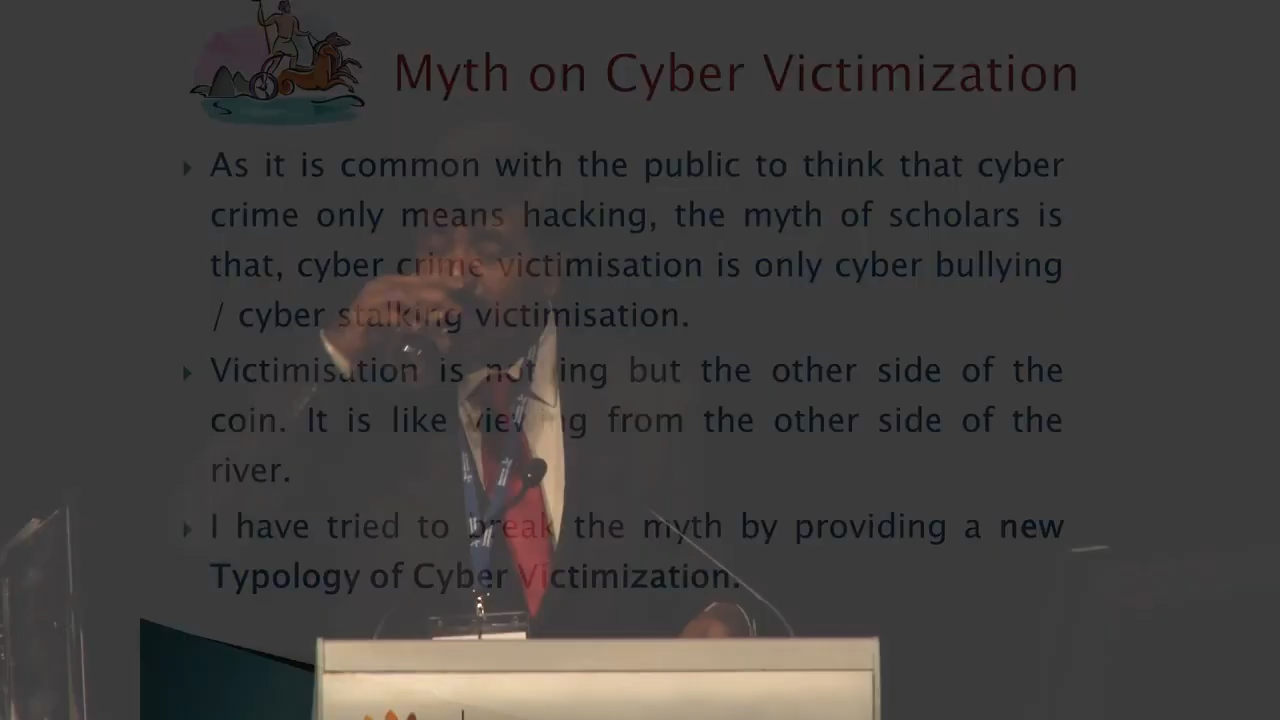 Myth on Cyber Victimization
As it is common with the public to think that cyber
crime only means hacking, the myth of scholars is
that, cyber crime victimisation is only cyber bullying
/ cyber stalking victimisation.
Victimisation is nothing but the other side of the
coin. It is like viewing from the other side of the
river.
I have tried to break the myth by providing a new
Typology of Cyber Victimization.